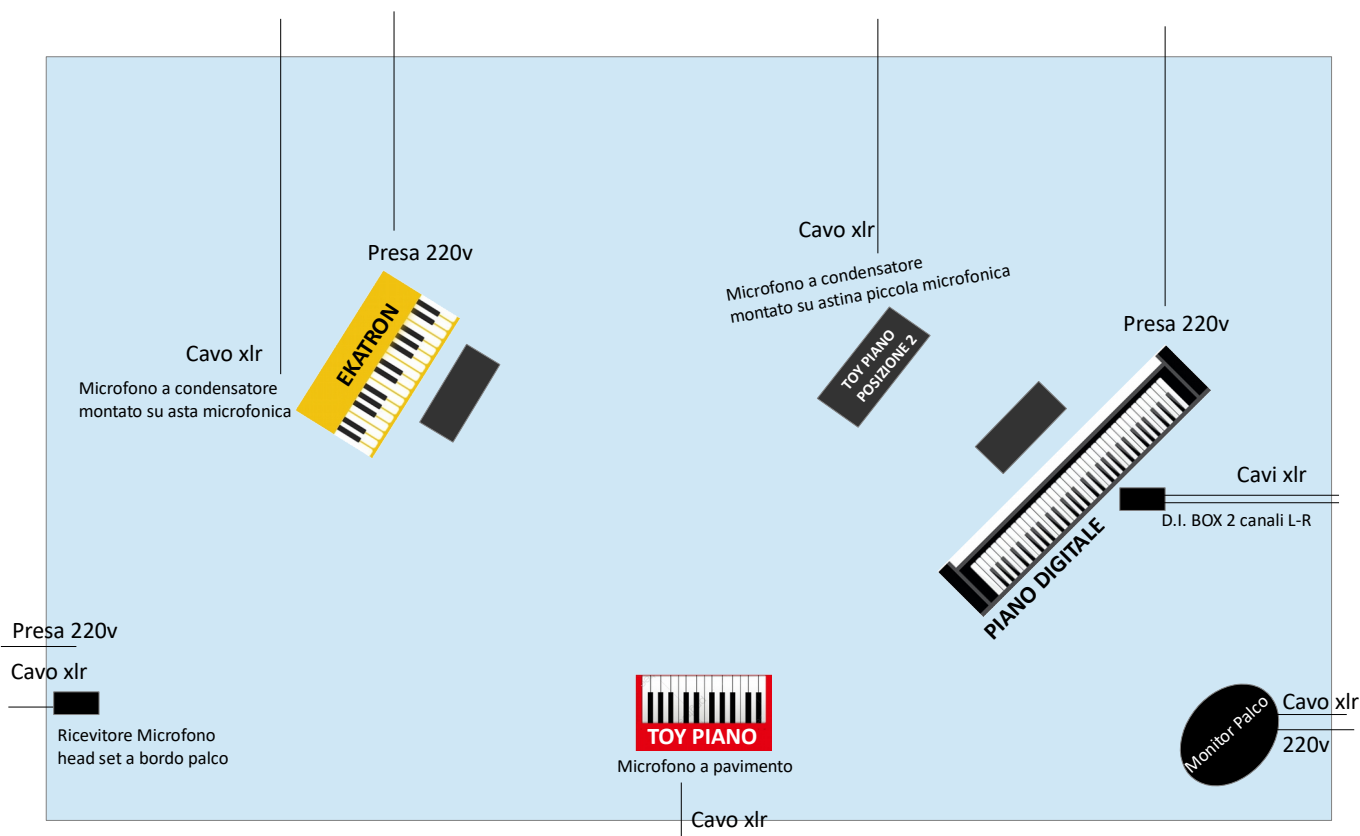 Cavo xlr
Presa 220v
Microfono a condensatore
montato su astina piccola microfonica
EKATRON
Presa 220v
TOY PIANO
POSIZIONE 2
Cavo xlr
Microfono a condensatore
montato su asta microfonica
Cavi xlr
D.I. BOX 2 canali L-R
PIANO DIGITALE
Presa 220v
Cavo xlr
Ricevitore Microfono
head set a bordo palco
TOY PIANO
Microfono a pavimento
Cavo xlr
Monitor Palco
Cavo xlr
220v